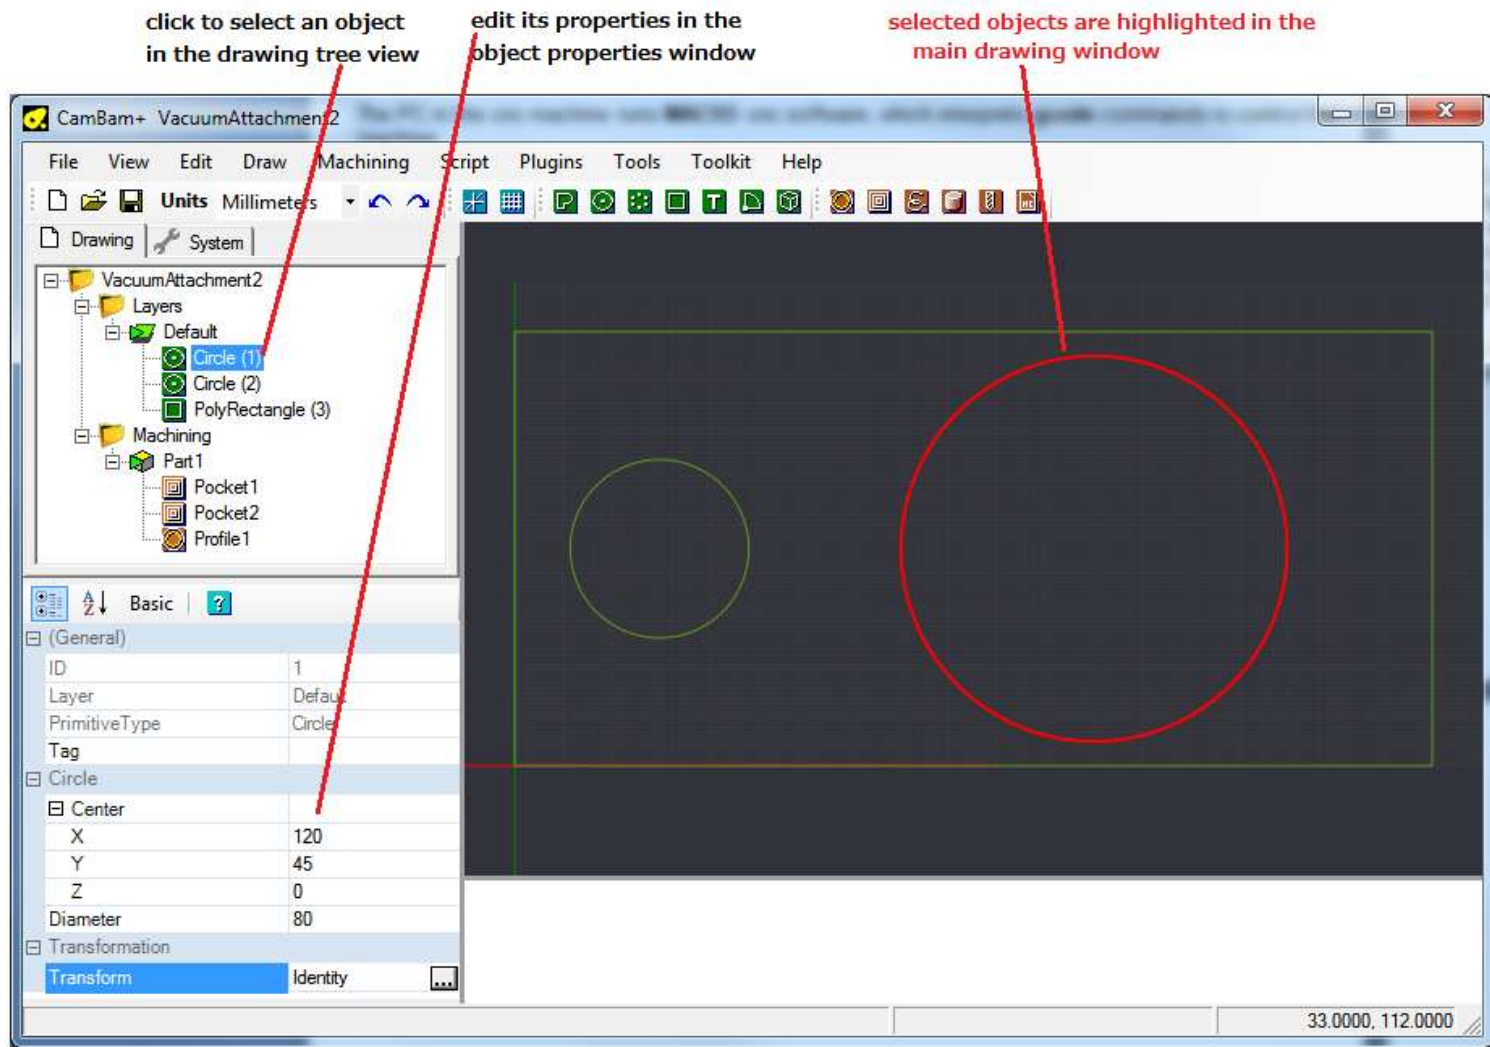 click to select an object
in the drawing tree view
edit its properties in the
object properties window
selected objects are highlighted in the
main drawing window
CamBam+ VacuumAttachment2
File View Edit Draw Machining Script Plugins Tools Toolkit Help
Units Millimeters
Drawing System
VacuumAttachment2
Layers
Default
Circle (1)
Circle (2)
PolyRectangle (3)
Machining
Part1
Pocket1
Pocket2
Profile1
Basic
(General)
ID 1
Layer Default
PrimitiveType Circle
Tag
Circle
Center
X 120
Y 45
Z 0
Diameter 80
Transformation
Transform Identity ...
33.0000, 112.0000